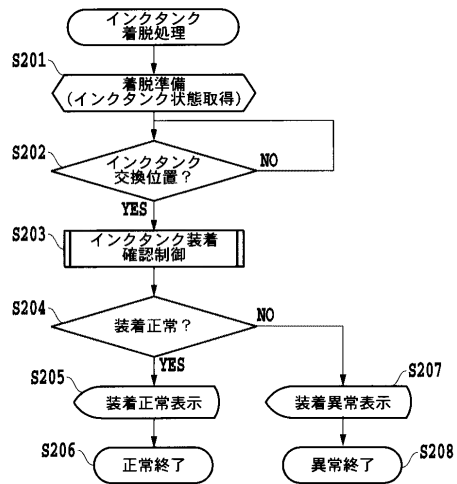 インクタンク
着脱処理
S201
着脱準備
(インクタンク状態取得)
S202
インクタンク
交換位置?
NO
YES
S203
インクタンク装着
確認制御
S204
装着正常?
NO
YES
S205
装着正常表示
S207
装着異常表示
S206
正常終了
異常終了
S208